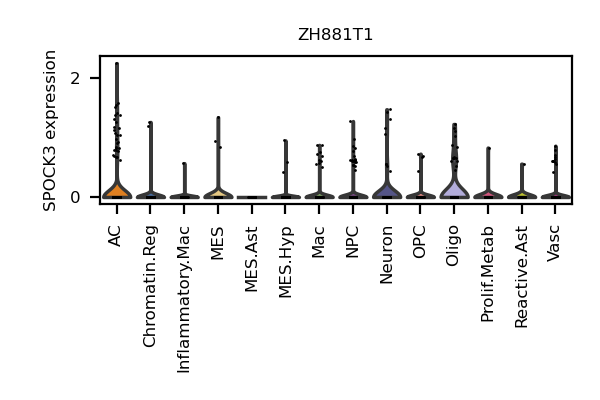 ZH881T1
SPOCK3 expression
2
0
AC
Chromatin.Reg
Inflammatory.Mac
MES
MES.Ast
MES.Hyp
Mac
NPC
Neuron
OPC
Oligo
Prolif.Metab
Reactive.Ast
Vasc